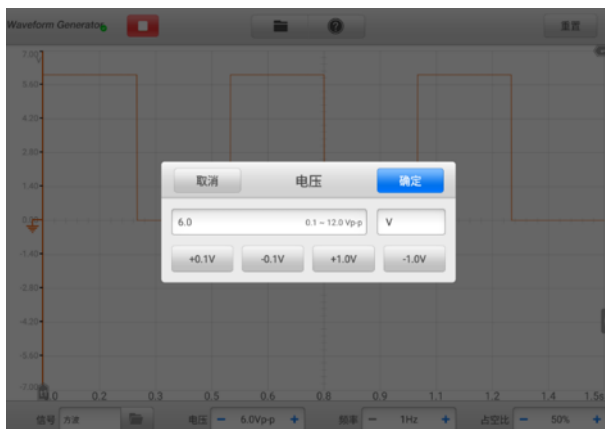 Waveform Generator
重置
7.00
5.60
4.20
2.80
1.40
0.00
-1.40
-2.80
-4.20
-5.60
-7.00
取消 电压 确定
6.0 0.1 ~ 12.0 Vp-p V
+0.1V -0.1V +1.0V -1.0V
0.2 0.3 0.5 0.6 0.8 0.9 1.1 1.2 1.4 1.5s
信号 方波 电压 − 6.0Vp-p + 频率 − 1Hz + 占空比 − 50% +